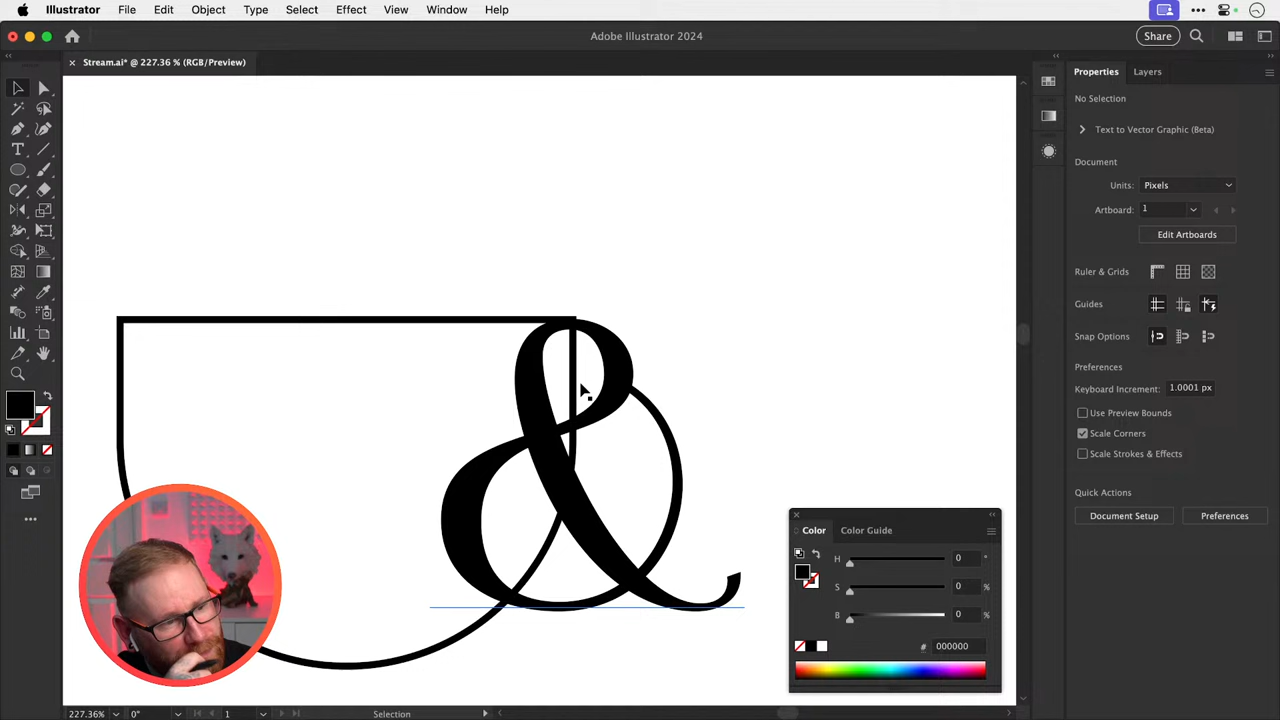 Illustrator File Edit Object Type Select Effect View Window Help
Adobe Illustrator 2024
Share
Stream.ai* @ 227.36 % (RGB/Preview)
Properties Layers
No Selection
Text to Vector Graphic (Beta)
Document
Units: Pixels
Artboard: 1
Edit Artboards
Ruler & Grids
Guides
Snap Options
Preferences
Keyboard Increment: 1.0001 px
Use Preview Bounds
Scale Corners
Scale Strokes & Effects
Quick Actions
Document Setup Preferences
&
Color Color Guide
H 0 °
S 0 %
B 0 %
# 000000
227.36% 0° 1 Selection